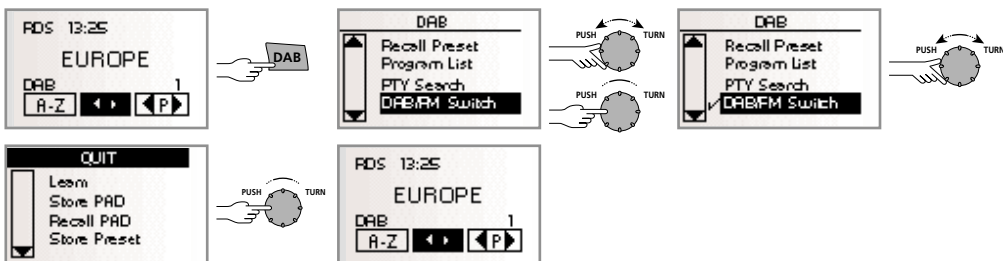 RDS 13:25
EUROPE
DAB 1
A-Z P
DAB
DAB
Recall Preset
Program List
PTY Search
DAB/FM Switch
PUSH TURN
PUSH TURN
DAB
Recall Preset
Program List
PTY Search
DAB/FM Switch
PUSH TURN
QUIT
Learn
Store PAD
Recall PAD
Store Preset
PUSH TURN
RDS 13:25
EUROPE
DAB 1
A-Z P